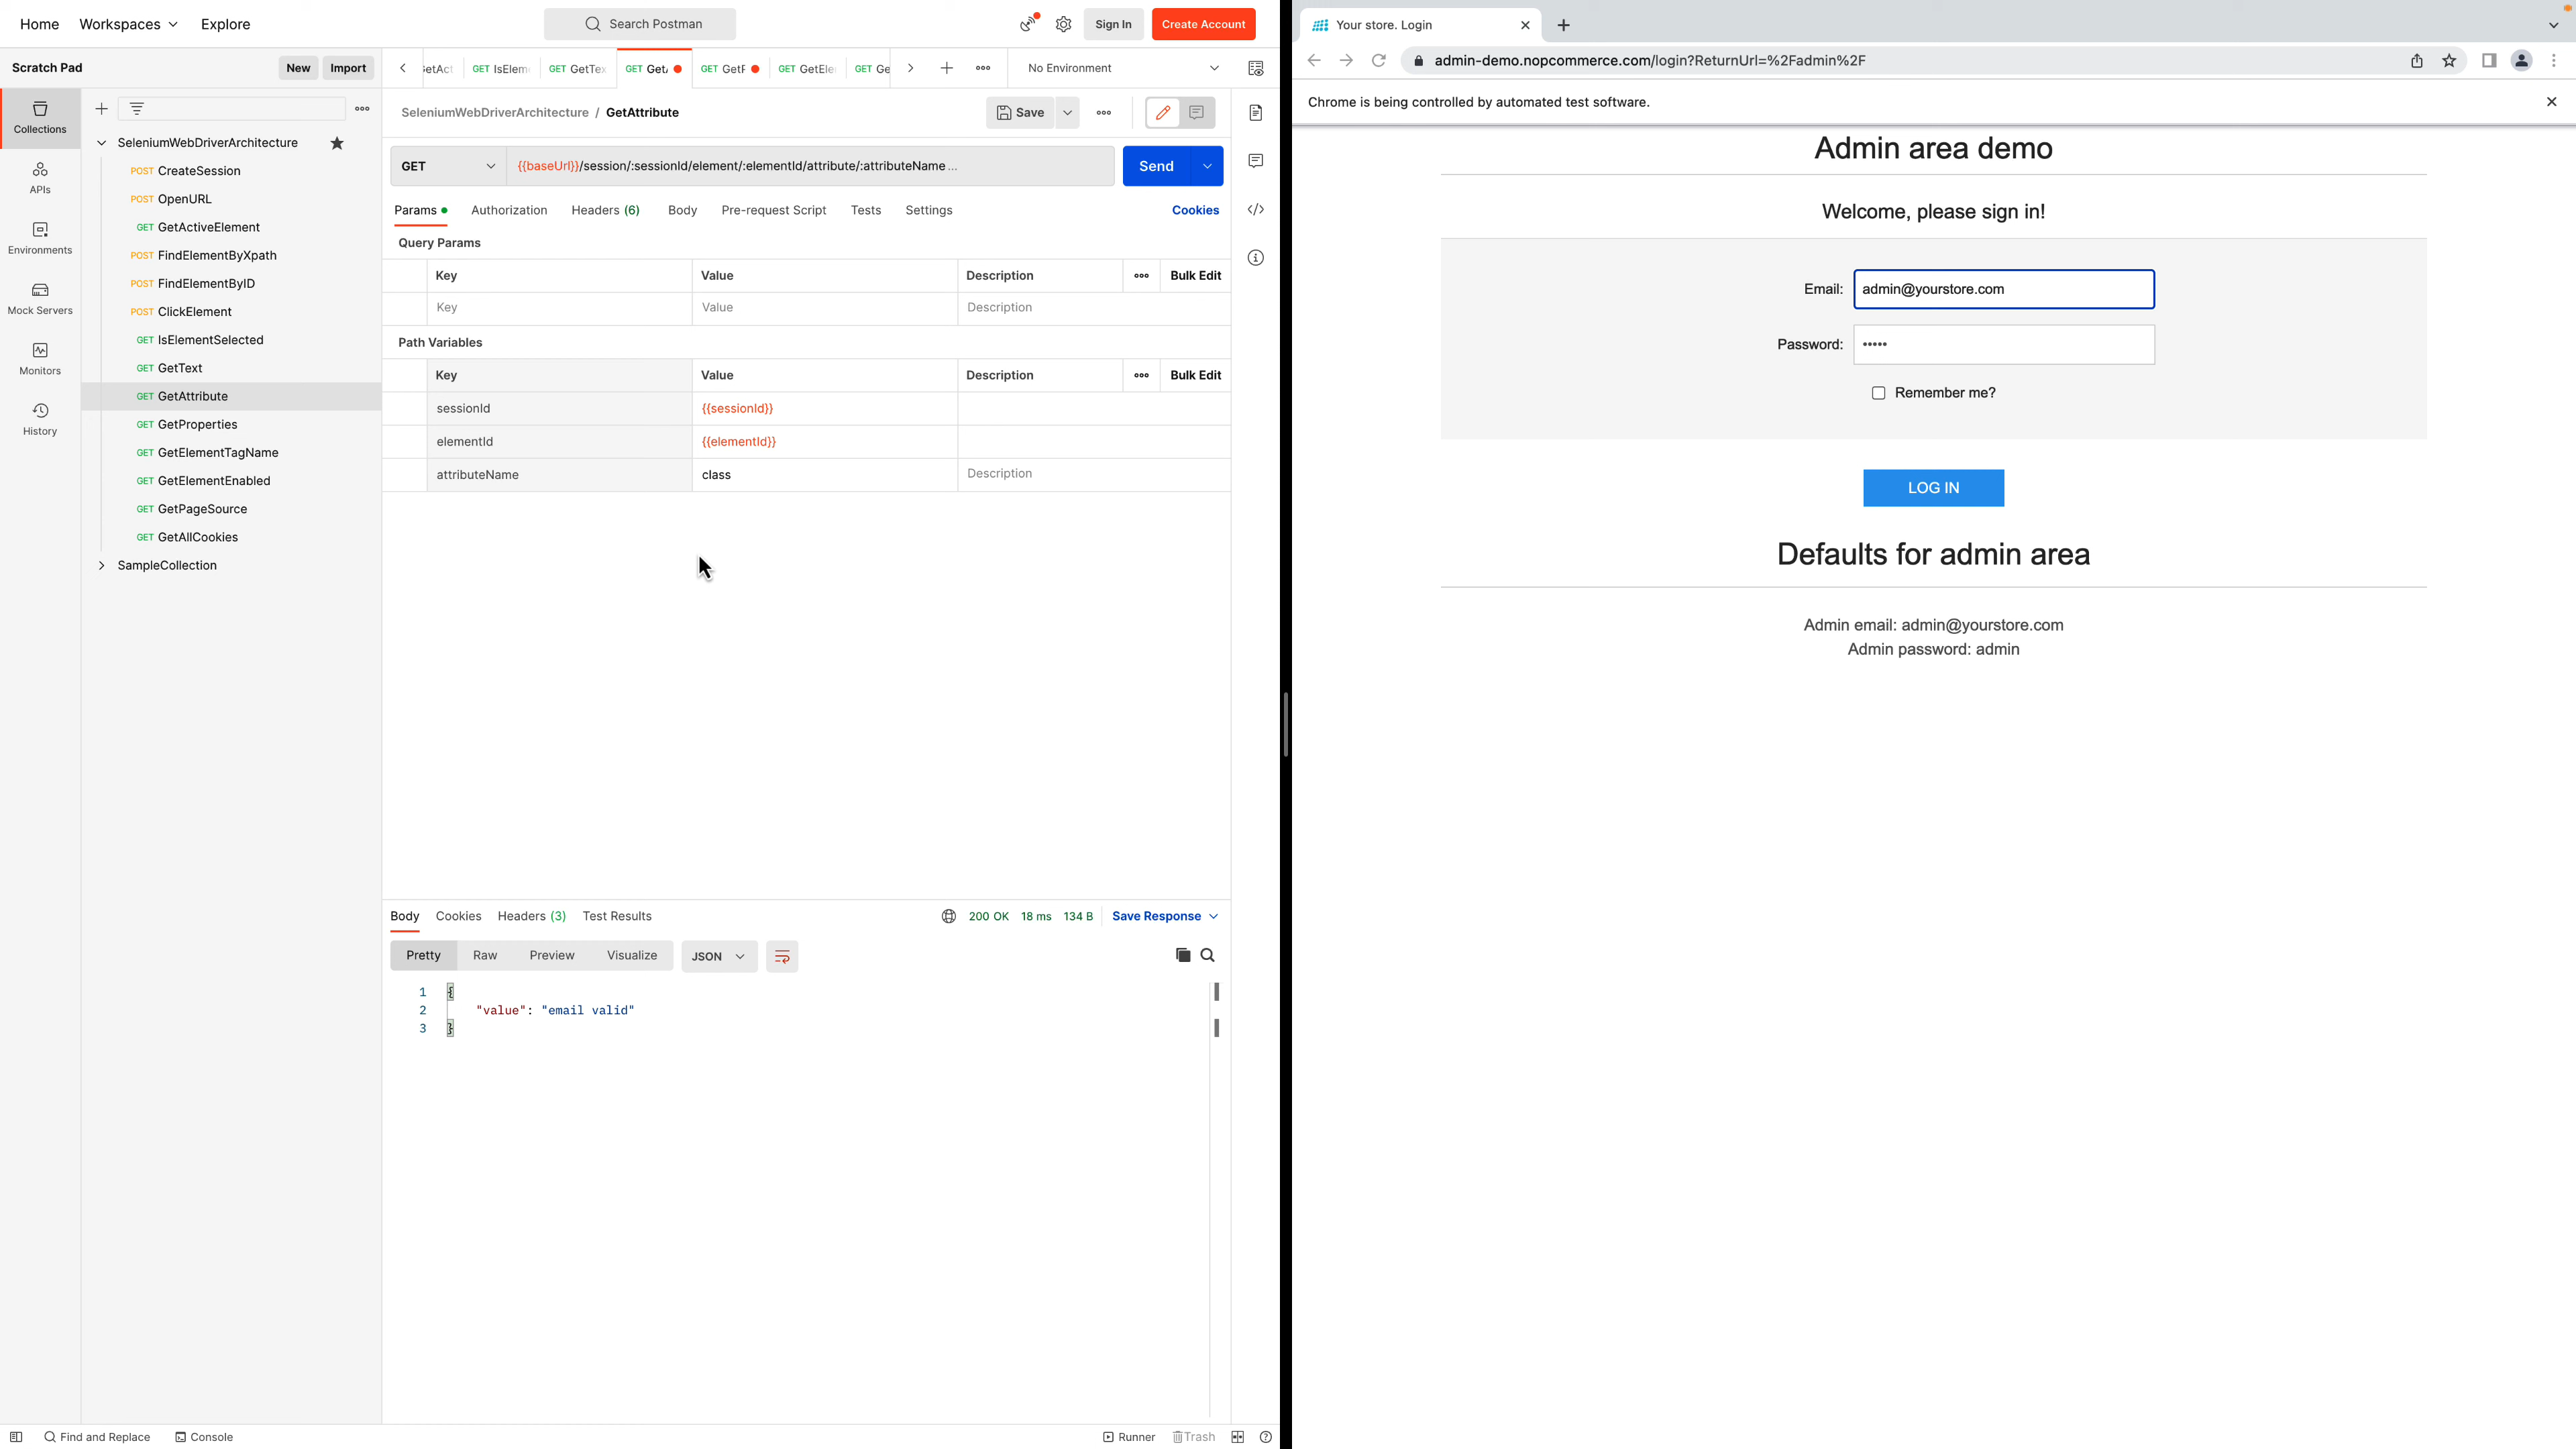 Home Workspaces Explore
Search Postman
Sign In Create Account
Scratch Pad New Import
GetAct GET IsElem GET GetTex GET Get GET GetF GET GetEle GET Ge
No Environment
Collections
APIs
Environments
Mock Servers
Monitors
History
SeleniumWebDriverArchitecture
POST CreateSession
POST OpenURL
GET GetActiveElement
POST FindElementByXpath
POST FindElementByID
POST ClickElement
GET IsElementSelected
GET GetText
GET GetAttribute
GET GetProperties
GET GetElementTagName
GET GetElementEnabled
GET GetPageSource
GET GetAllCookies
SampleCollection
SeleniumWebDriverArchitecture / GetAttribute
Save
GET {{baseUrl}}/session/:sessionId/element/:elementId/attribute/:attributeName ...
Send
Params Authorization Headers (6) Body Pre-request Script Tests Settings Cookies
Query Params
Key Value Description Bulk Edit
Key Value Description
Path Variables
Key Value Description Bulk Edit
sessionId {{sessionId}}
elementId {{elementId}}
attributeName class Description
Body Cookies Headers (3) Test Results 200 OK 18 ms 134 B Save Response
Pretty Raw Preview Visualize JSON
1 {
2 "value": "email valid"
3 }
Find and Replace Console Runner Trash
Your store. Login
admin-demo.nopcommerce.com/login?ReturnUrl=%2Fadmin%2F
Chrome is being controlled by automated test software.
Admin area demo
Welcome, please sign in!
Email: admin@yourstore.com
Password: •••••
Remember me?
LOG IN
Defaults for admin area
Admin email: admin@yourstore.com
Admin password: admin